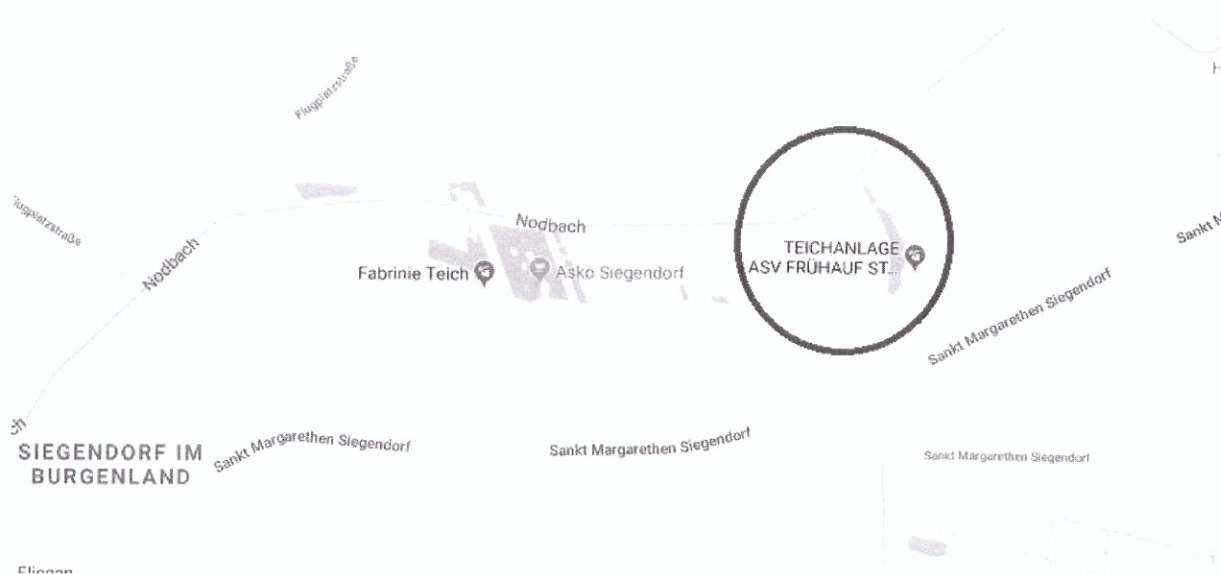 Flugplatzstraße
Flugplatzstraße
Nodbach
Nodbach
Fabrinie Teich
Askö Siegendorf
TEICHANLAGE
ASV FRÜHAUF ST...
Sankt Margarethen Siegendorf
SIEGENDORF IM
BURGENLAND
Sankt Margarethen Siegendorf
Sankt Margarethen Siegendorf
Sankt Margarethen Siegendorf